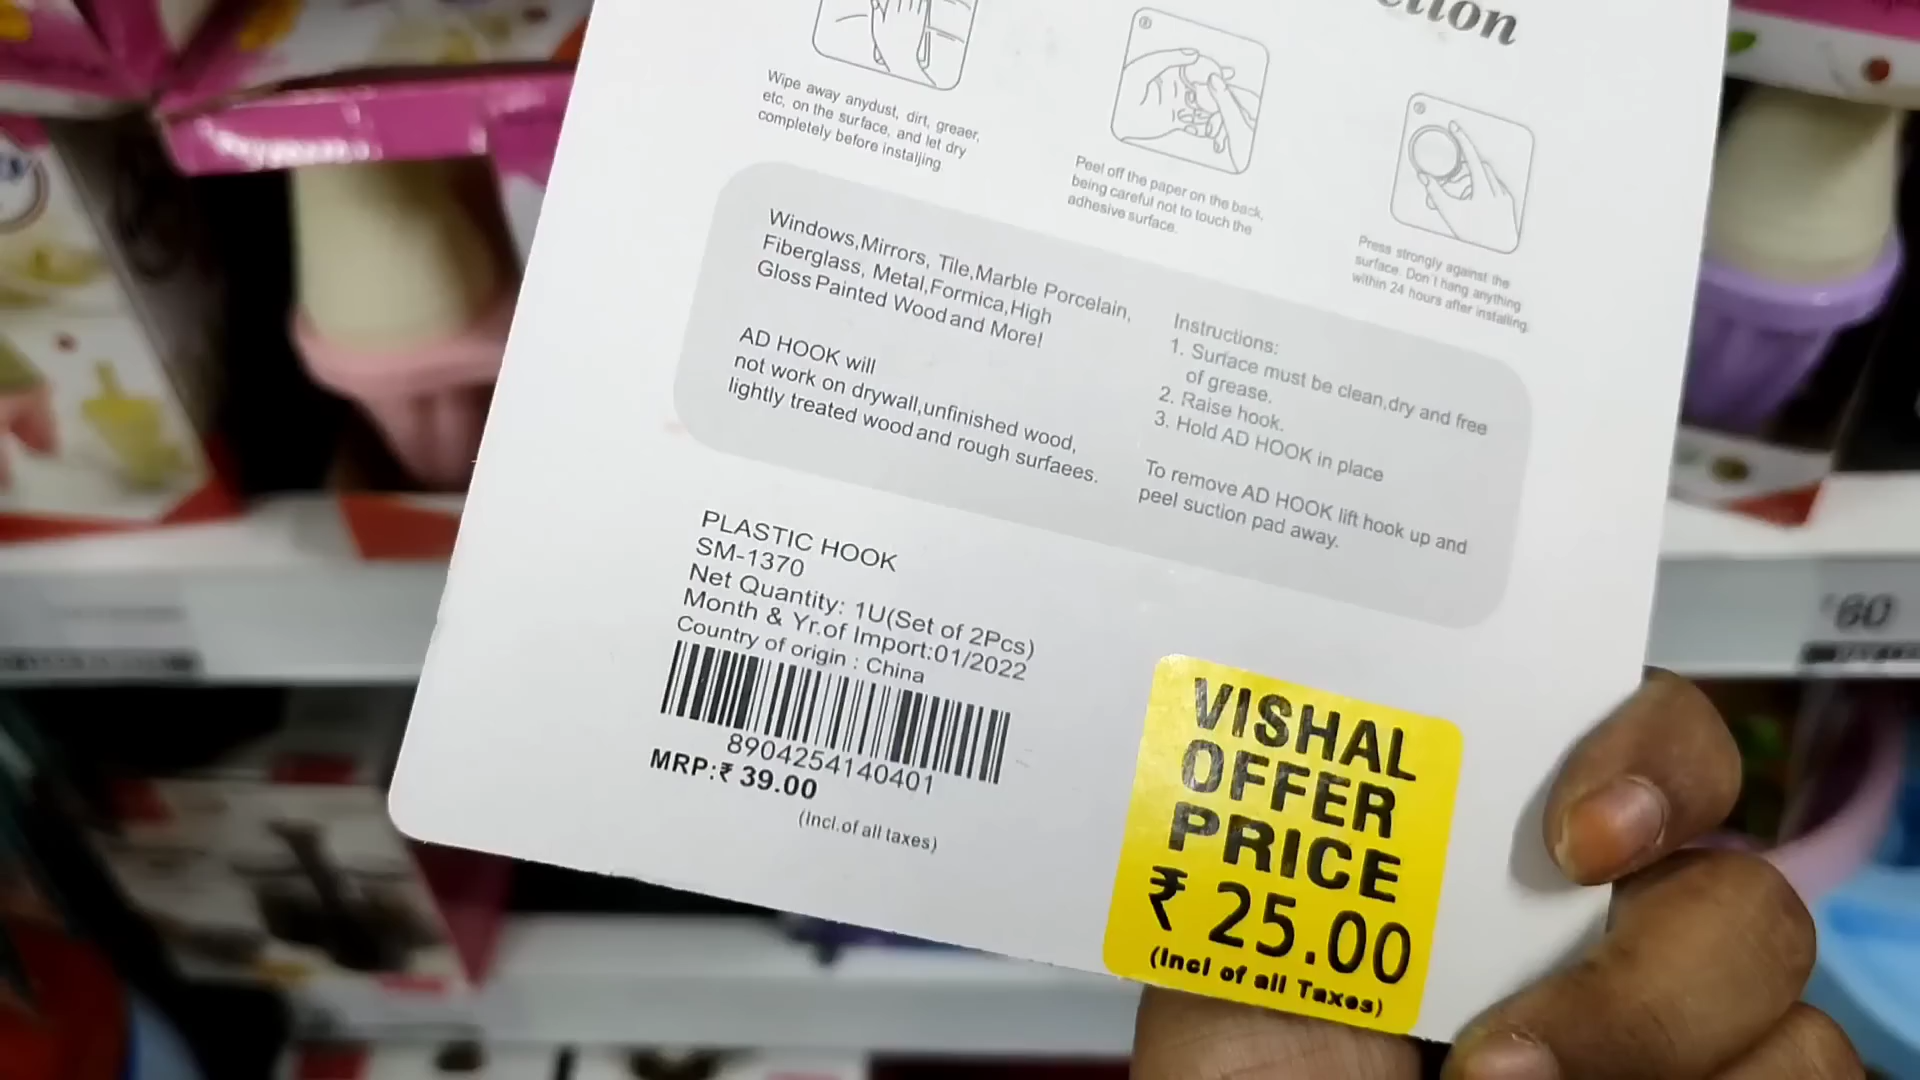 Wipe away anydust, dirt, greaer,
etc, on the surface, and let dry
completely before instaljing.
Peel off the paper on the back,
being careful not to touch the
adhesive surface.
Press strongly against the
surface. Don't hang anything
within 24 hours after installing.
Windows,Mirrors, Tile,Marble Porcelain,
Fiberglass, Metal,Formica,High
Gloss Painted Wood and More!
AD HOOK will
not work on drywall,unfinished wood,
lightly treated wood and rough surfaees.
Instructions:
1. Surface must be clean,dry and free
of grease.
2. Raise hook.
3. Hold AD HOOK in place
To remove AD HOOK lift hook up and
peel suction pad away.
PLASTIC HOOK
SM-1370
Net Quantity: 1U(Set of 2Pcs)
Month & Yr.of Import:01/2022
Country of origin : China
8904254140401
MRP:₹ 39.00
(Incl.of all taxes)
VISHAL
OFFER
PRICE
₹ 25.00
(Incl of all Taxes)
60